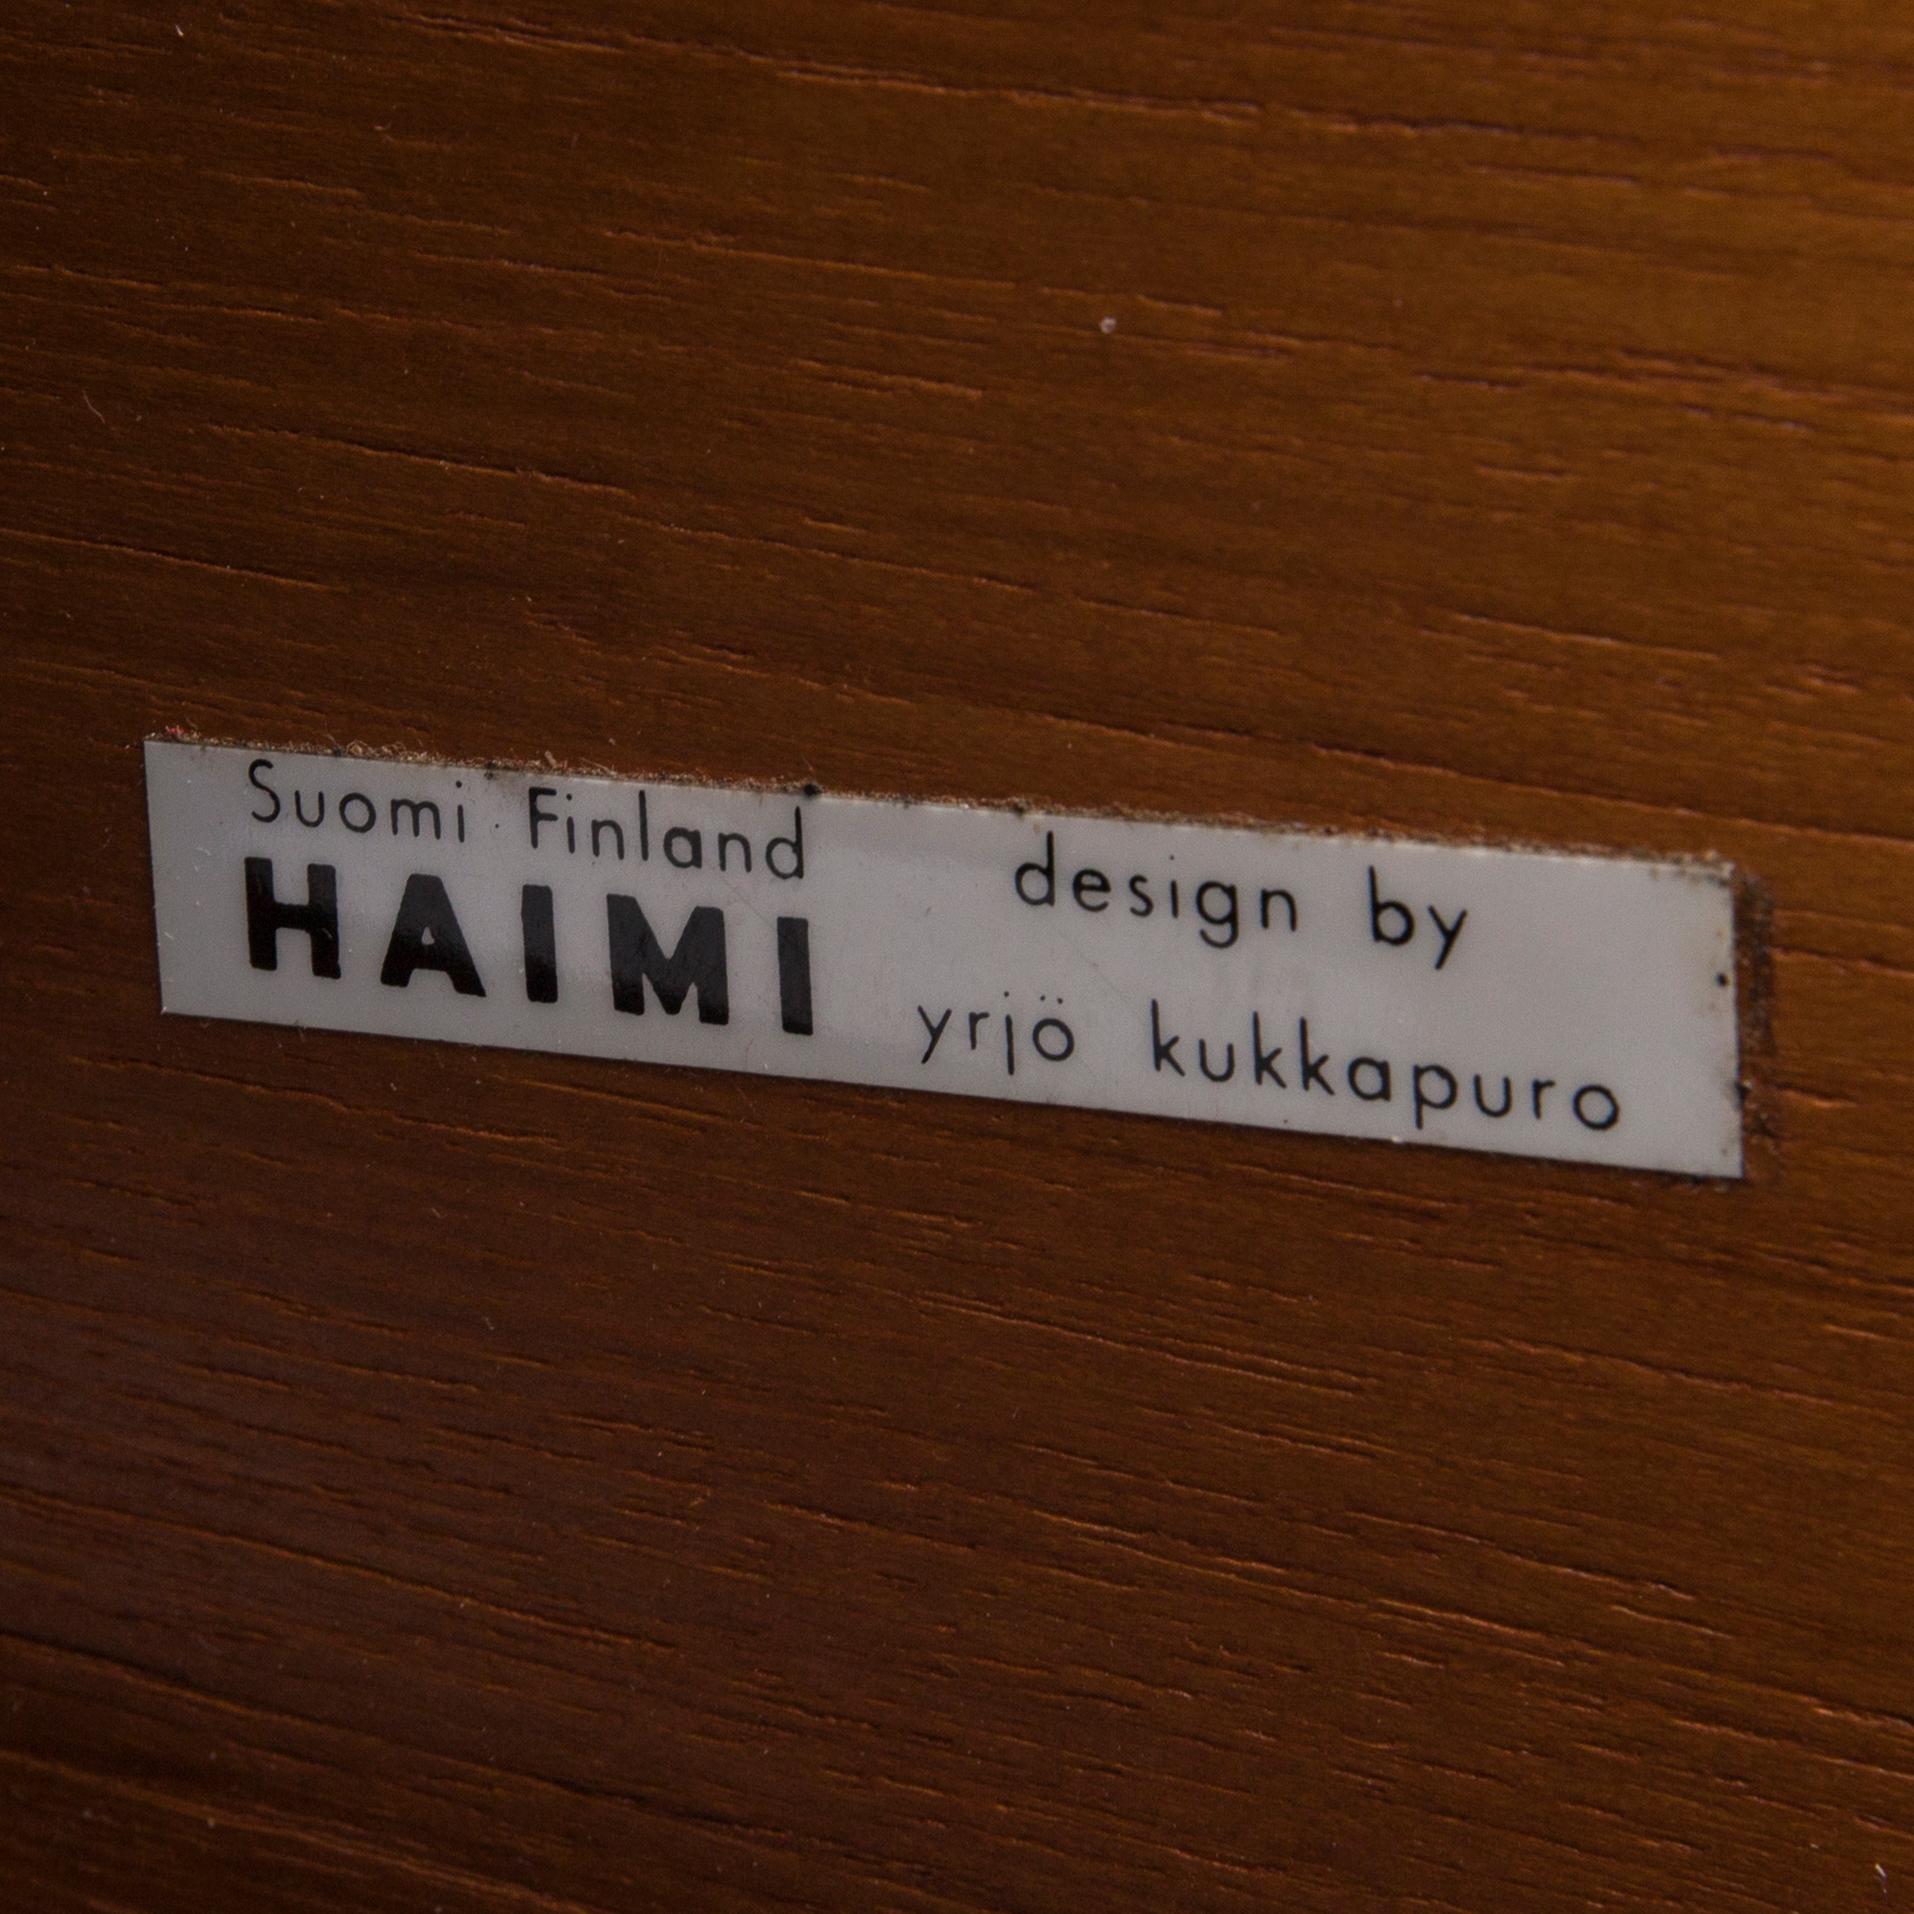 Suomi · Finland
HAIMI
design by
yrjö kukkapuro